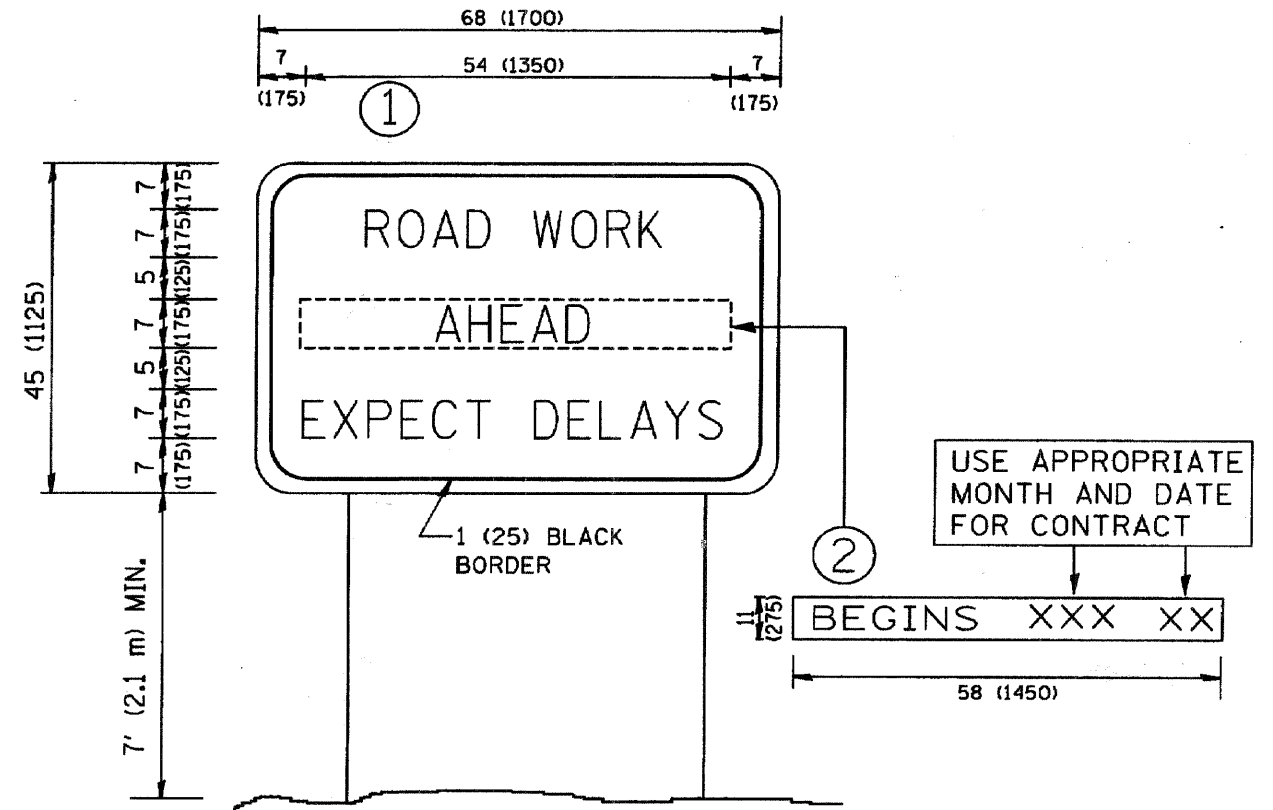 68 (1700)
7 54 (1350) 7
(175) (175)
1
7 (175)
7 (175)
5 (125)
7 (175)
5 (125)
7 (175)
7 (175)
45 (1125)
ROAD WORK
AHEAD
EXPECT DELAYS
1 (25) BLACK
BORDER
7' (2.1 m) MIN.
USE APPROPRIATE
MONTH AND DATE
FOR CONTRACT
2
11
(275)
BEGINS XXX XX
58 (1450)